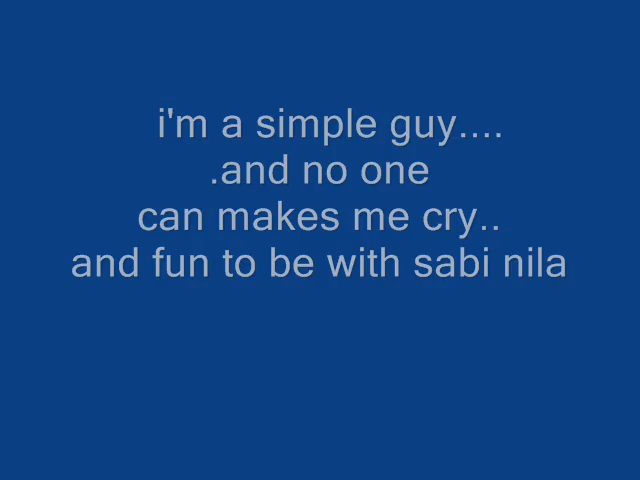 i'm a simple guy....
.and no one
can makes me cry..
and fun to be with sabi nila